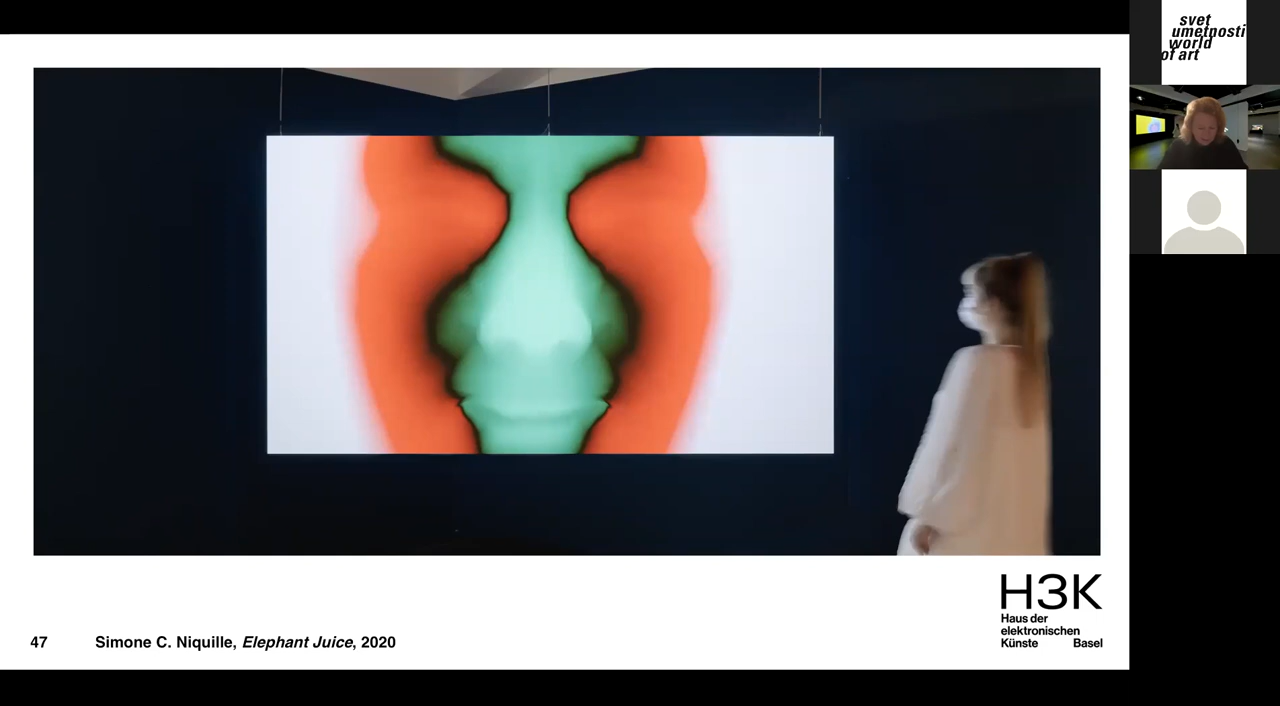 svet
umetnosti
world
of art
H3K
Haus der
elektronischen
Künste Basel
47 Simone C. Niquille, Elephant Juice, 2020